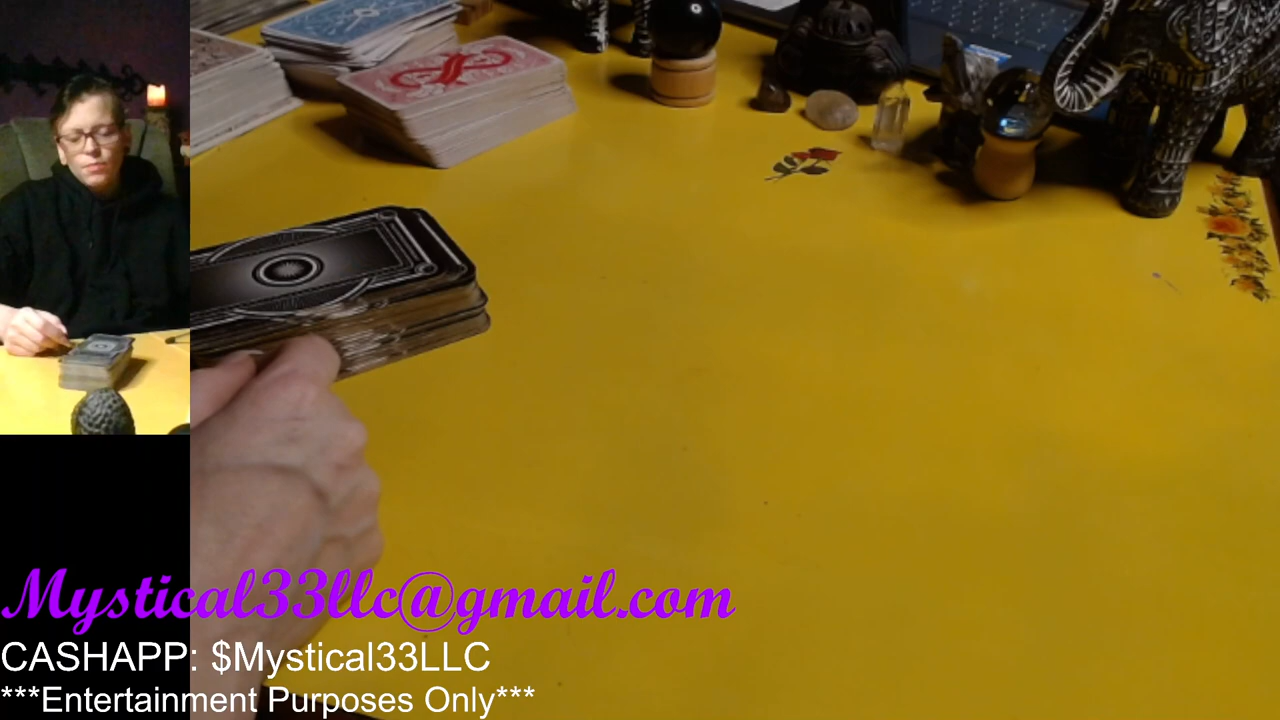 Mystical33llc@gmail.com
CASHAPP: $Mystical33LLC
***Entertainment Purposes Only***